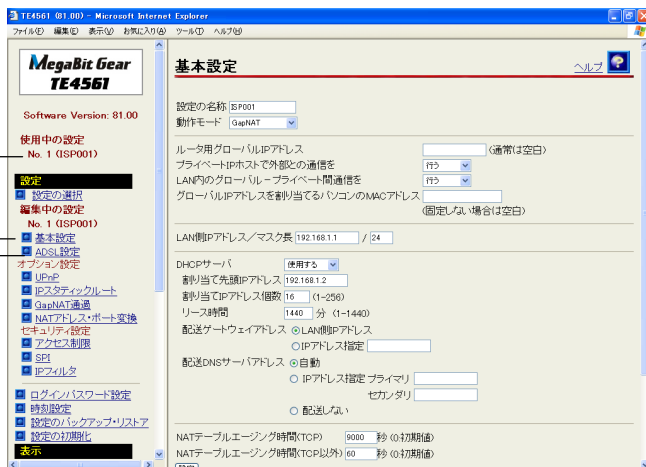 TE4561 (81.00) - Microsoft Internet Explorer
ファイル(F) 編集(E) 表示(V) お気に入り(A) ツール(T) ヘルプ(H)
MegaBit Gear
TE4561
Software Version: 81.00
使用中の設定
No. 1 (ISP001)
設定
設定の選択
編集中の設定
No. 1 (ISP001)
基本設定
ADSL設定
オプション設定
UPnP
IPスタティックルート
GapNAT通過
NATアドレス・ポート変換
セキュリティ設定
アクセス制限
SPI
IPフィルタ
ログインパスワード設定
時刻設定
設定のバックアップ・リストア
設定の初期化
表示
基本設定
ヘルプ ?
設定の名称 ISP001
動作モード GapNAT
ルータ用グローバルIPアドレス (通常は空白)
プライベートIPホストで外部との通信を 行う
LAN内のグローバル－プライベート間通信を 行う
グローバルIPアドレスを割り当てるパソコンのMACアドレス
(固定しない場合は空白)
LAN側IPアドレス／マスク長 192.168.1.1 / 24
DHCPサーバ 使用する
割り当て先頭IPアドレス 192.168.1.2
割り当てIPアドレス個数 16 (1-256)
リース時間 1440 分 (1-1440)
配送ゲートウェイアドレス LAN側IPアドレス
IPアドレス指定
配送DNSサーバアドレス 自動
IPアドレス指定 プライマリ
セカンダリ
配送しない
NATテーブルエージング時間(TCP) 9000 秒 (0:初期値)
NATテーブルエージング時間(TCP以外) 60 秒 (0:初期値)